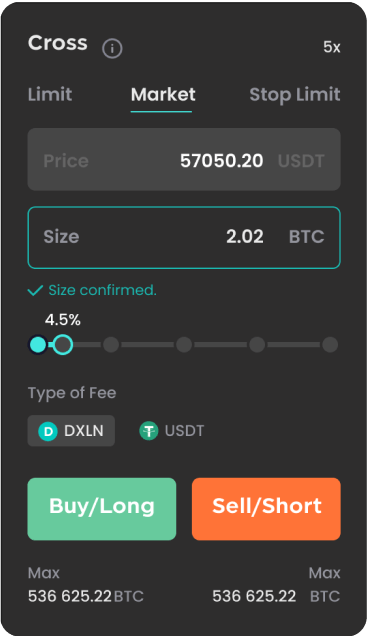 Cross 5x
Limit Market Stop Limit
Price 57050.20 USDT
Size 2.02 BTC
Size confirmed.
4.5%
Type of Fee
DXLN USDT
Buy/Long Sell/Short
Max Max
536 625.22 BTC 536 625.22 BTC